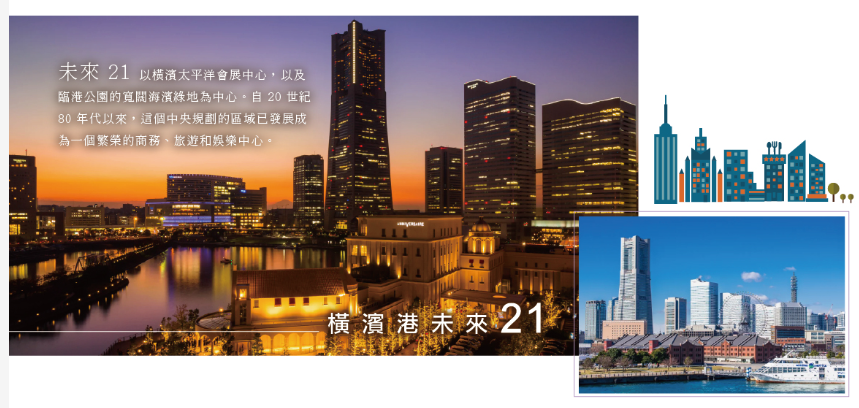 未來 21 以橫濱太平洋會展中心，以及
臨港公園的寬闊海濱綠地為中心。自 20 世紀
80 年代以來，這個中央規劃的區域已發展成
為一個繁榮的商務、旅遊和娛樂中心。
橫濱港未來21